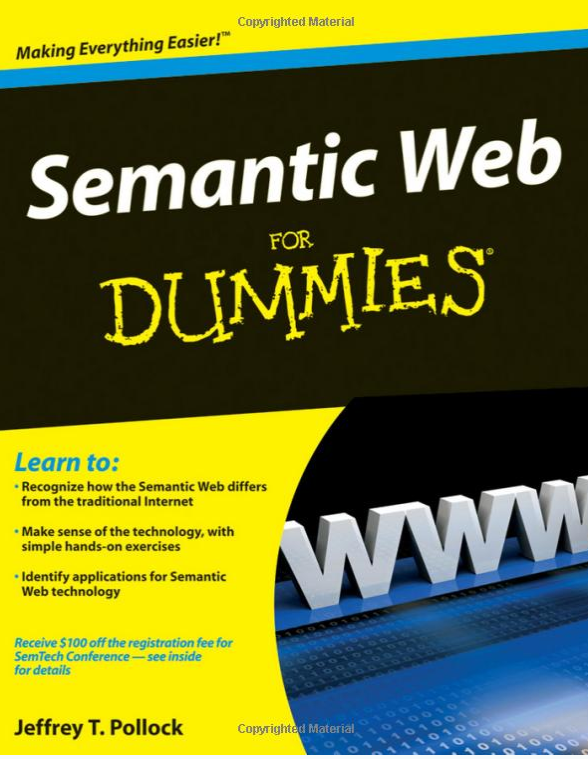 Copyrighted Material
Making Everything Easier!™
Semantic Web
FOR
DUMMIES®
Learn to:
• Recognize how the Semantic Web differs
from the traditional Internet
• Make sense of the technology, with
simple hands-on exercises
• Identify applications for Semantic
Web technology
WWW
Receive $100 off the registration fee for
SemTech Conference — see inside
for details
Jeffrey T. Pollock
Copyrighted Material